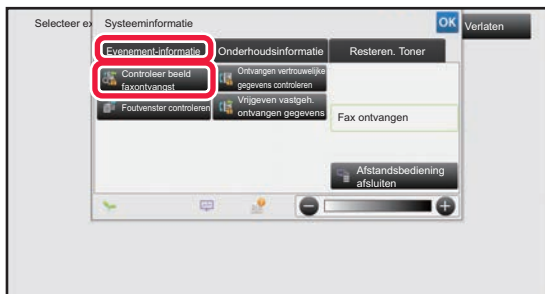 Selecteer ex
Systeeminformatie
OK
Verlaten
Evenement-informatie
Onderhoudsinformatie
Resteren. Toner
Controleer beeld
faxontvangst
Ontvangen vertrouwelijke
gegevens controleren
Foutvenster controleren
Vrijgeven vastgeh.
ontvangen gegevens
Fax ontvangen
Afstandsbediening
afsluiten